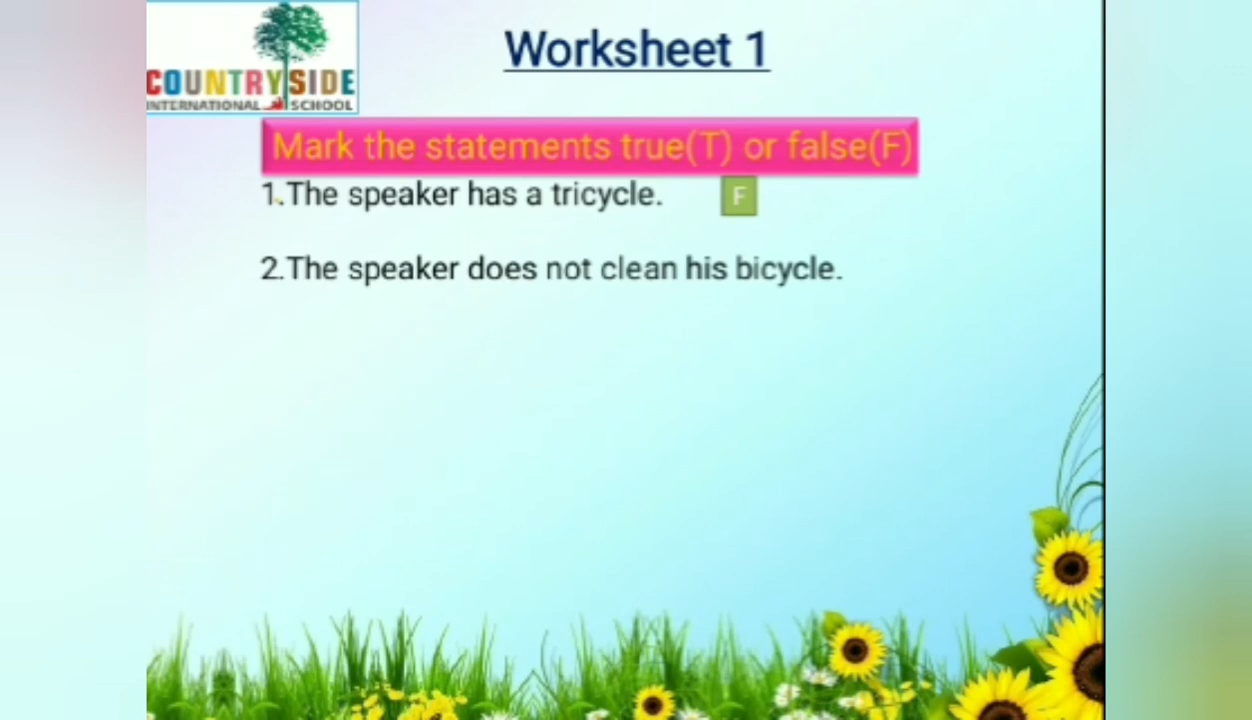 COUNTRYSIDE
INTERNATIONAL SCHOOL
Worksheet 1
Mark the statements true(T) or false(F)
1.The speaker has a tricycle. F
2.The speaker does not clean his bicycle.